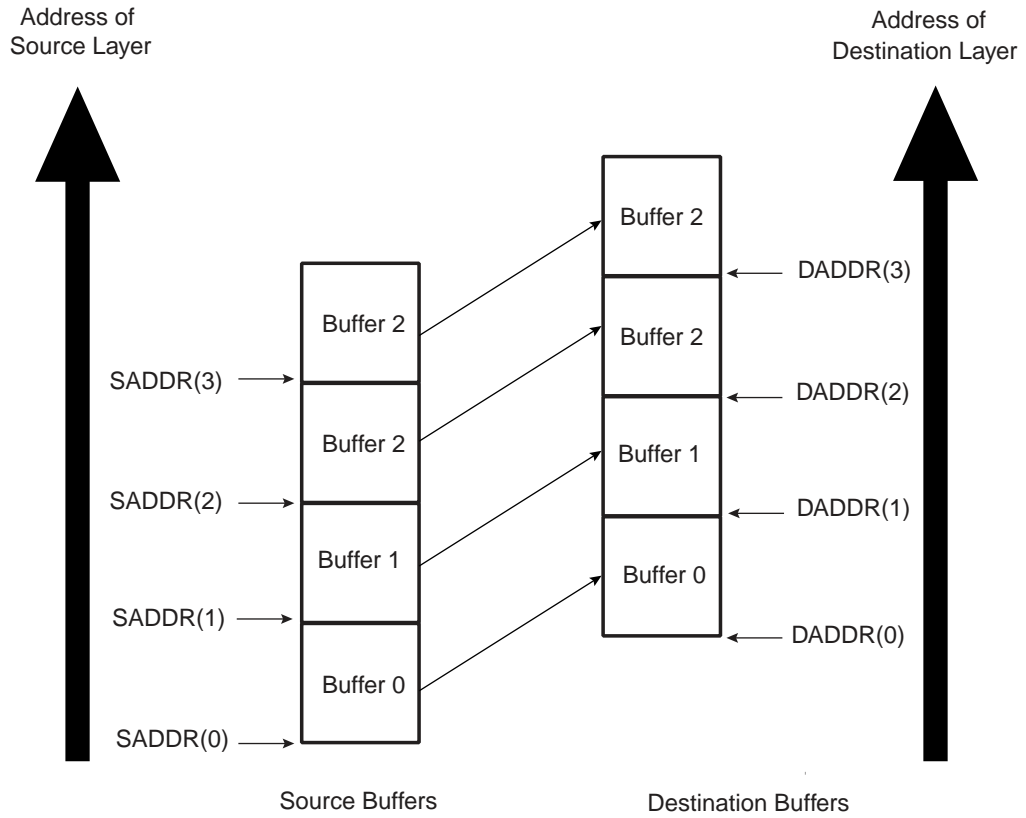 Address of
Source Layer
Address of
Destination Layer
Buffer 2
DADDR(3)
Buffer 2
Buffer 2
SADDR(3)
DADDR(2)
Buffer 2
Buffer 1
SADDR(2)
DADDR(1)
Buffer 1
Buffer 0
SADDR(1)
DADDR(0)
Buffer 0
SADDR(0)
Source Buffers
Destination Buffers